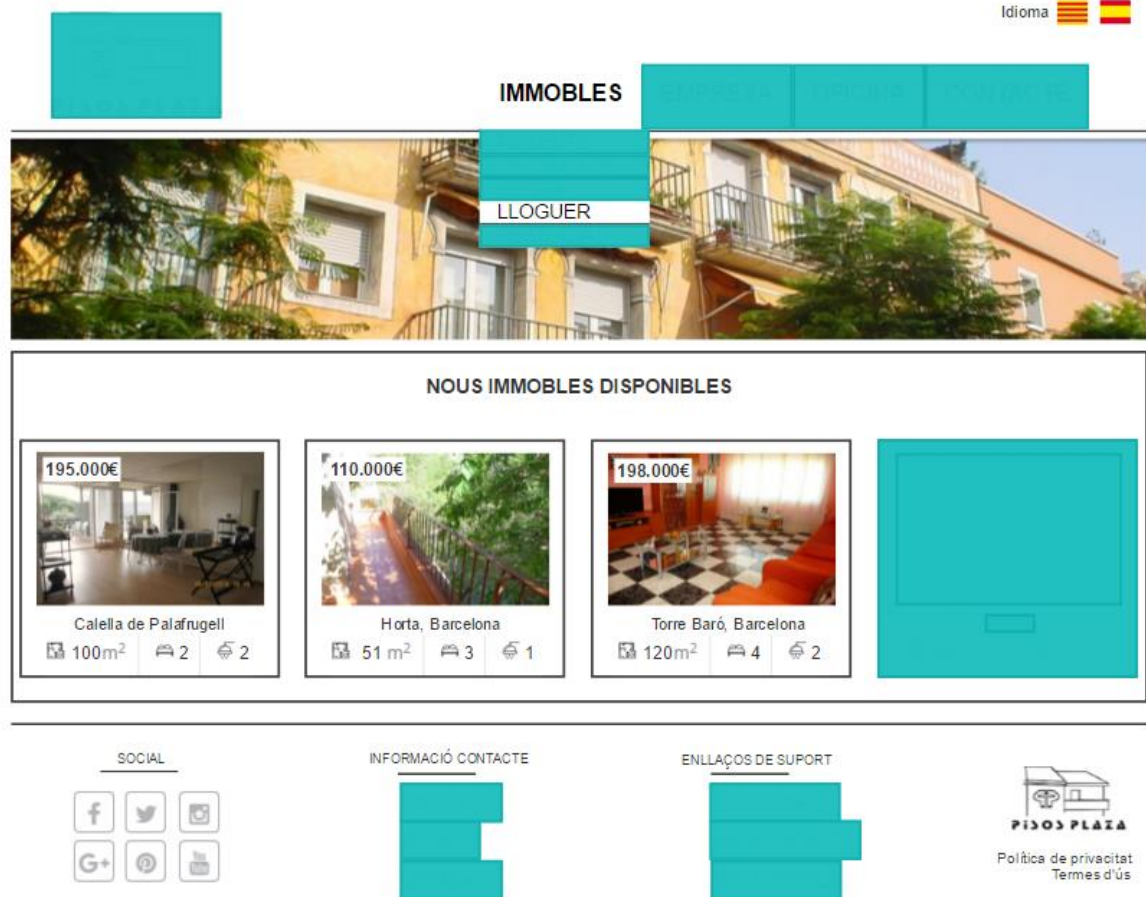 Idioma
IMMOBLES
LLOGUER
NOUS IMMOBLES DISPONIBLES
195.000€
110.000€
198.000€
Calella de Palafrugell
Horta, Barcelona
Torre Baró, Barcelona
100m² 2 2
51 m² 3 1
120m² 4 2
SOCIAL
INFORMACIÓ CONTACTE
ENLLAÇOS DE SUPORT
PISOS PLAZA
Política de privacitat
Termes d'ús